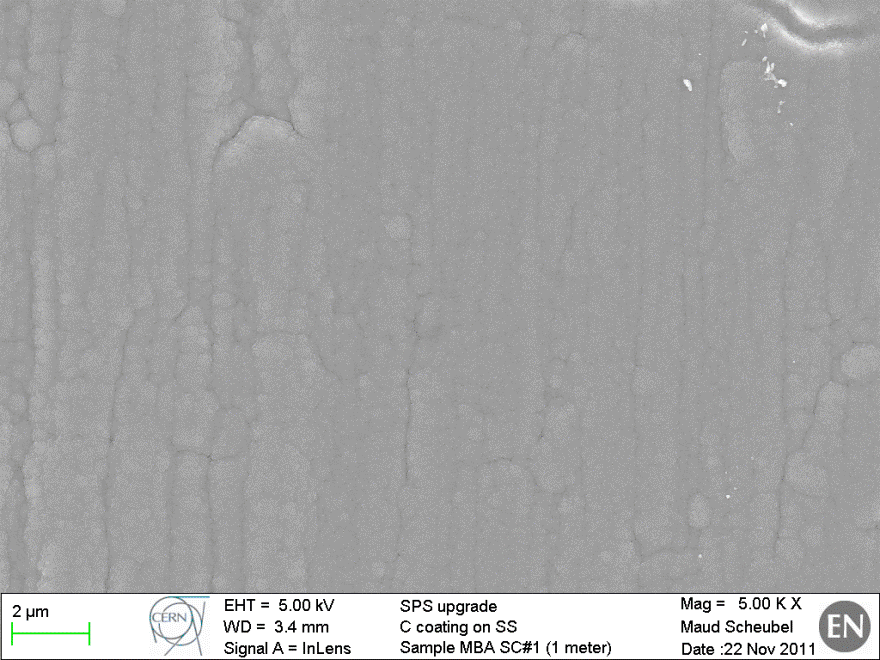 2 µm
CERN
EHT = 5.00 kV
WD = 3.4 mm
Signal A = InLens
SPS upgrade
C coating on SS
Sample MBA SC#1 (1 meter)
Mag = 5.00 K X
Maud Scheubel
Date :22 Nov 2011
EN